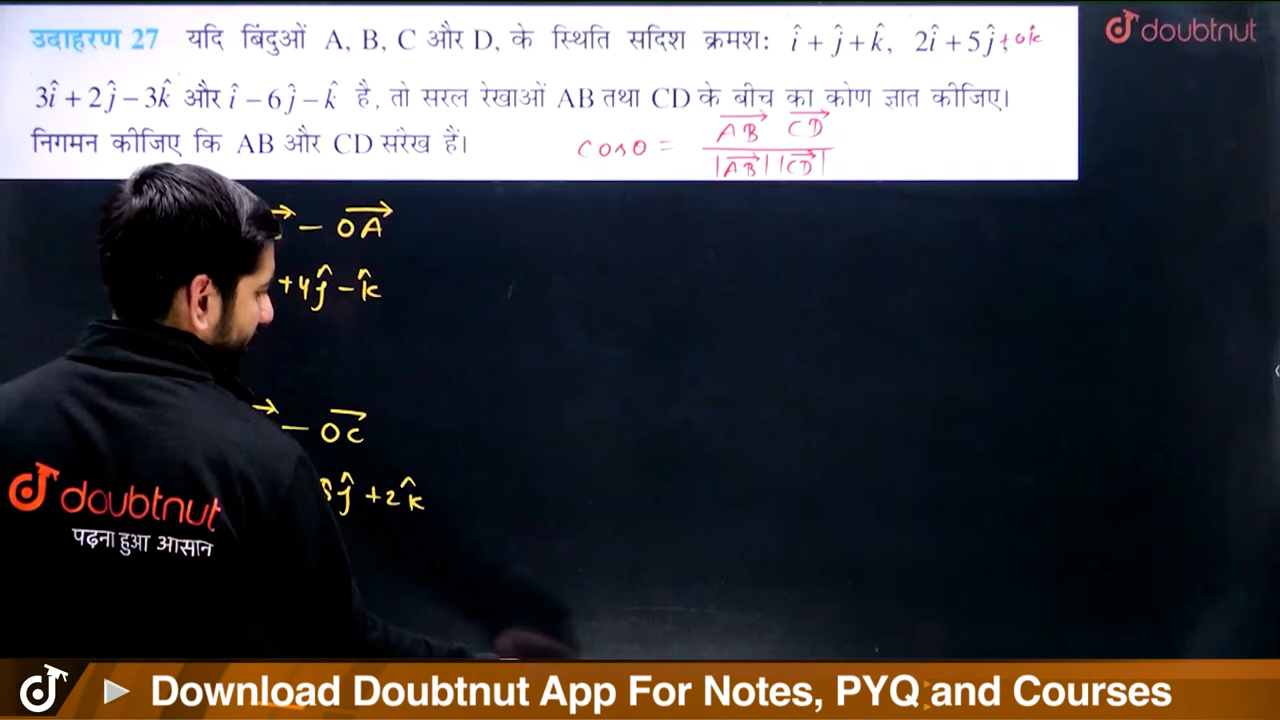 उदाहरण 27 यदि बिंदुओं A, B, C और D, के स्थिति सदिश क्रमश: î + ĵ + k̂, 2î + 5ĵ, + 0k̂
3î + 2ĵ – 3k̂ और î – 6ĵ – k̂ है, तो सरल रेखाओं AB तथा CD के बीच का कोण ज्ञात कीजिए।
निगमन कीजिए कि AB और CD संरेख हैं।
cosθ = AB⃗ CD⃗ / |AB⃗| |CD⃗|
doubtnut
– OA⃗
+4ĵ – k̂
– OC⃗
ĵ + 2k̂
doubtnut
पढ़ना हुआ आसान
Download Doubtnut App For Notes, PYQ and Courses